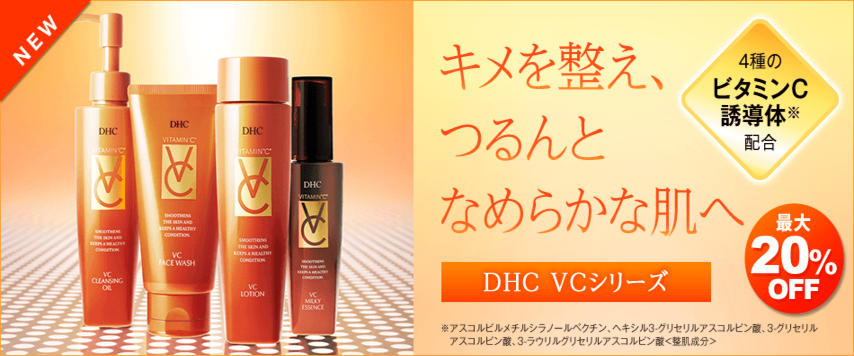 NEW
DHC
VITAMIN"C"
VC
SMOOTHENS
THE SKIN AND
KEEPS A HEALTHY
CONDITION.
VC
CLEANSING
OIL
DHC
VITAMIN"C"
VC
SMOOTHENS
THE SKIN AND
KEEPS A HEALTHY
CONDITION.
VC
FACE WASH
DHC
VITAMIN"C"
VC
SMOOTHENS
THE SKIN AND
KEEPS A HEALTHY
CONDITION.
VC
LOTION
DHC
VITAMIN"C"
VC
SMOOTHENS
THE SKIN AND
KEEPS A HEALTHY
CONDITION.
VC
MILKY
ESSENCE
キメを整え、
つるんと
なめらかな肌へ
4種の
ビタミンC
誘導体※
配合
DHC VCシリーズ
最大
20%
OFF
※アスコルビルメチルシラノールペクチン、ヘキシル3-グリセリルアスコルビン酸、3-グリセリル
アスコルビン酸、3-ラウリルグリセリルアスコルビン酸<整肌成分>